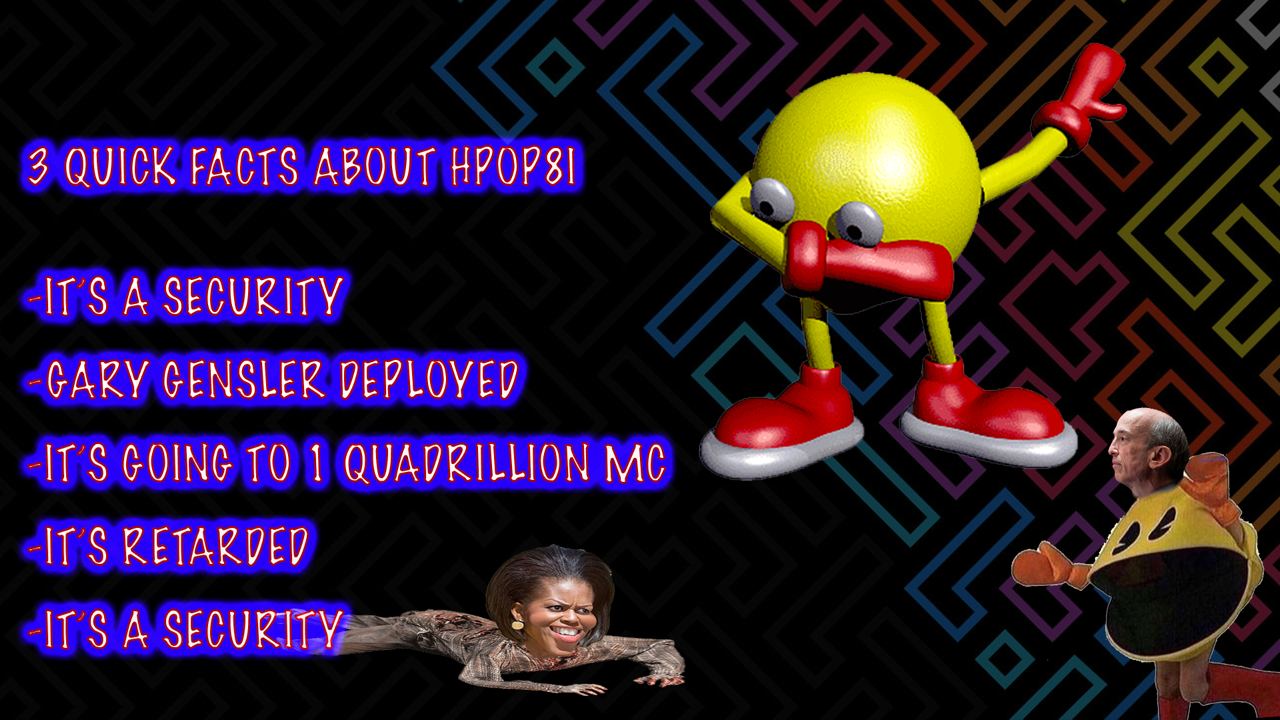 3 QUICK FACTS ABOUT HPOP8I
-IT'S A SECURITY
-GARY GENSLER DEPLOYED
-IT'S GOING TO 1 QUADRILLION MC
-IT'S RETARDED
-IT'S A SECURITY